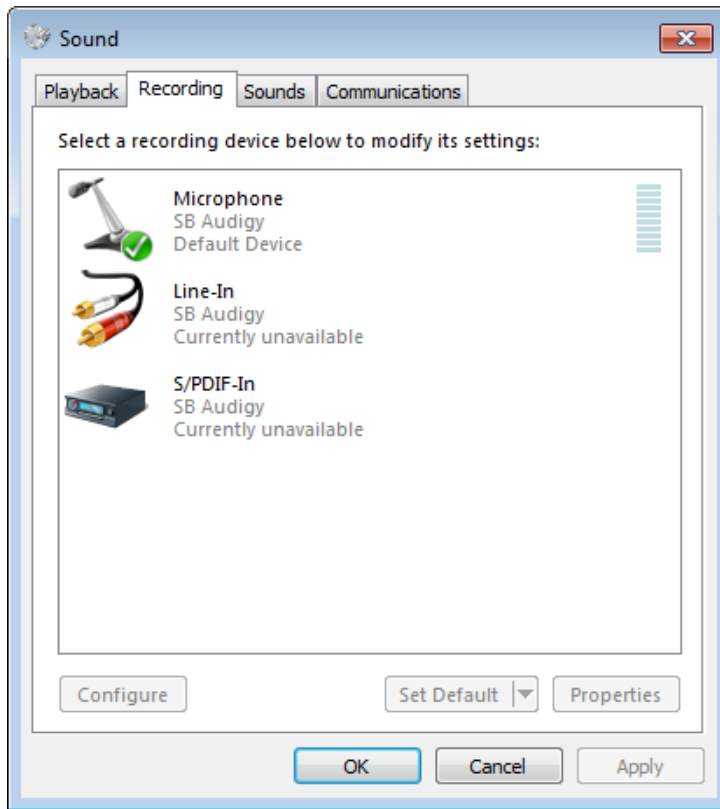 Sound
Playback Recording Sounds Communications
Select a recording device below to modify its settings:
Microphone
SB Audigy
Default Device
Line-In
SB Audigy
Currently unavailable
S/PDIF-In
SB Audigy
Currently unavailable
Configure Set Default Properties
OK Cancel Apply